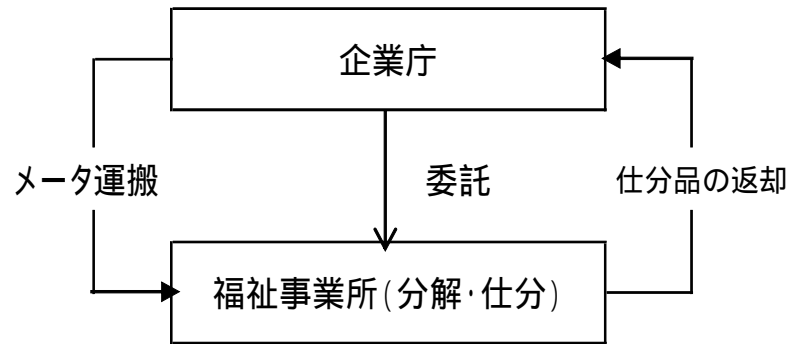 企業庁
メータ運搬
委託
仕分品の返却
福祉事業所(分解・仕分)